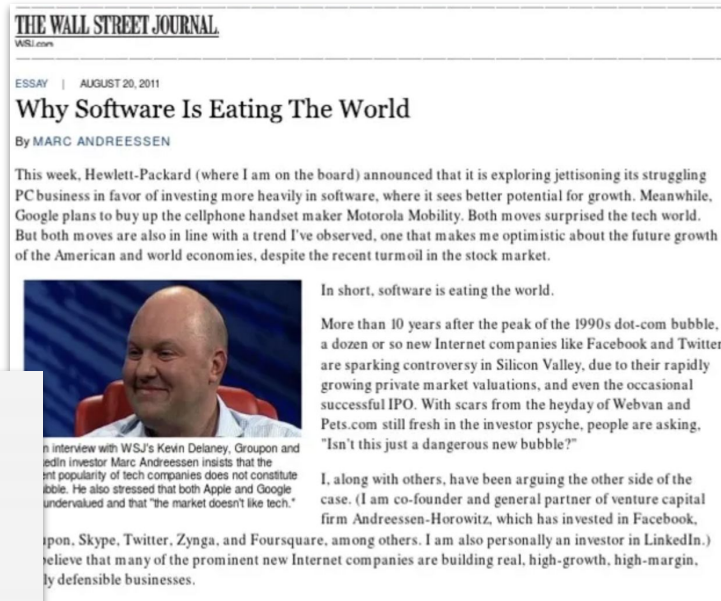 THE WALL STREET JOURNAL.
WSJ.com
ESSAY | AUGUST 20, 2011
Why Software Is Eating The World
By MARC ANDREESSEN
This week, Hewlett-Packard (where I am on the board) announced that it is exploring jettisoning its struggling
PC business in favor of investing more heavily in software, where it sees better potential for growth. Meanwhile,
Google plans to buy up the cellphone handset maker Motorola Mobility. Both moves surprised the tech world.
But both moves are also in line with a trend I've observed, one that makes me optimistic about the future growth
of the American and world economies, despite the recent turmoil in the stock market.
In short, software is eating the world.
More than 10 years after the peak of the 1990s dot-com bubble,
a dozen or so new Internet companies like Facebook and Twitter
are sparking controversy in Silicon Valley, due to their rapidly
growing private market valuations, and even the occasional
successful IPO. With scars from the heyday of Webvan and
Pets.com still fresh in the investor psyche, people are asking,
"Isn't this just a dangerous new bubble?"
n interview with WSJ's Kevin Delaney, Groupon and
edIn investor Marc Andreessen insists that the
ent popularity of tech companies does not constitute
bble. He also stressed that both Apple and Google
undervalued and that "the market doesn't like tech."
I, along with others, have been arguing the other side of the
case. (I am co-founder and general partner of venture capital
firm Andreessen-Horowitz, which has invested in Facebook,
upon, Skype, Twitter, Zynga, and Foursquare, among others. I am also personally an investor in LinkedIn.)
believe that many of the prominent new Internet companies are building real, high-growth, high-margin,
ly defensible businesses.